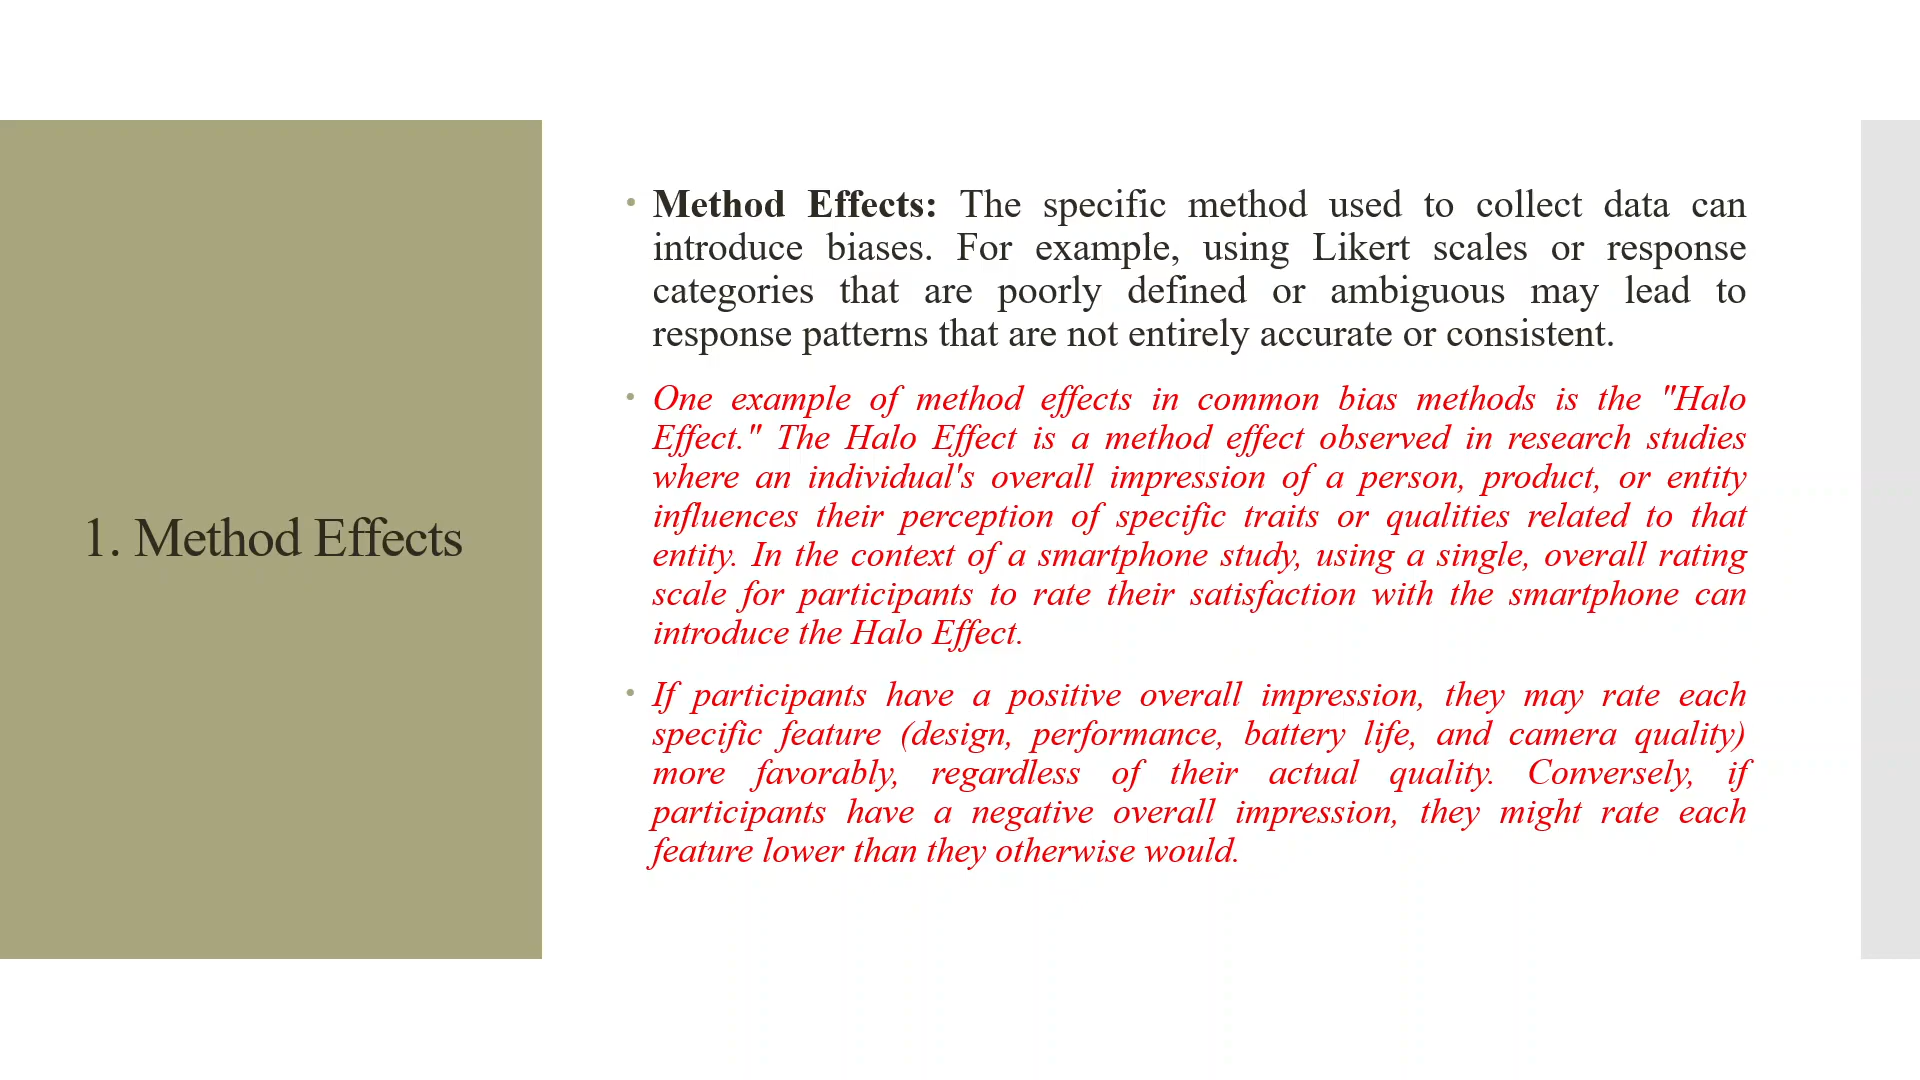 1. Method Effects
• Method Effects: The specific method used to collect data can
introduce biases. For example, using Likert scales or response
categories that are poorly defined or ambiguous may lead to
response patterns that are not entirely accurate or consistent.
• One example of method effects in common bias methods is the "Halo
Effect." The Halo Effect is a method effect observed in research studies
where an individual's overall impression of a person, product, or entity
influences their perception of specific traits or qualities related to that
entity. In the context of a smartphone study, using a single, overall rating
scale for participants to rate their satisfaction with the smartphone can
introduce the Halo Effect.
• If participants have a positive overall impression, they may rate each
specific feature (design, performance, battery life, and camera quality)
more favorably, regardless of their actual quality. Conversely, if
participants have a negative overall impression, they might rate each
feature lower than they otherwise would.